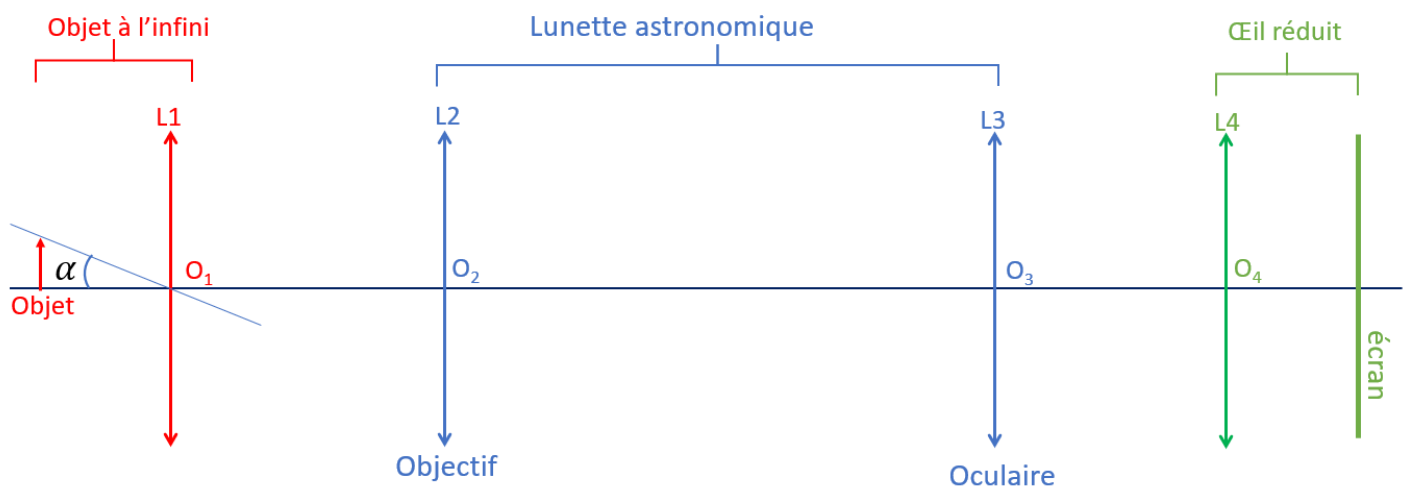 Objet à l’infini
Lunette astronomique
Œil réduit
L1
L2
L3
L4
α
O₁
O₂
O₃
O₄
Objet
écran
Objectif
Oculaire